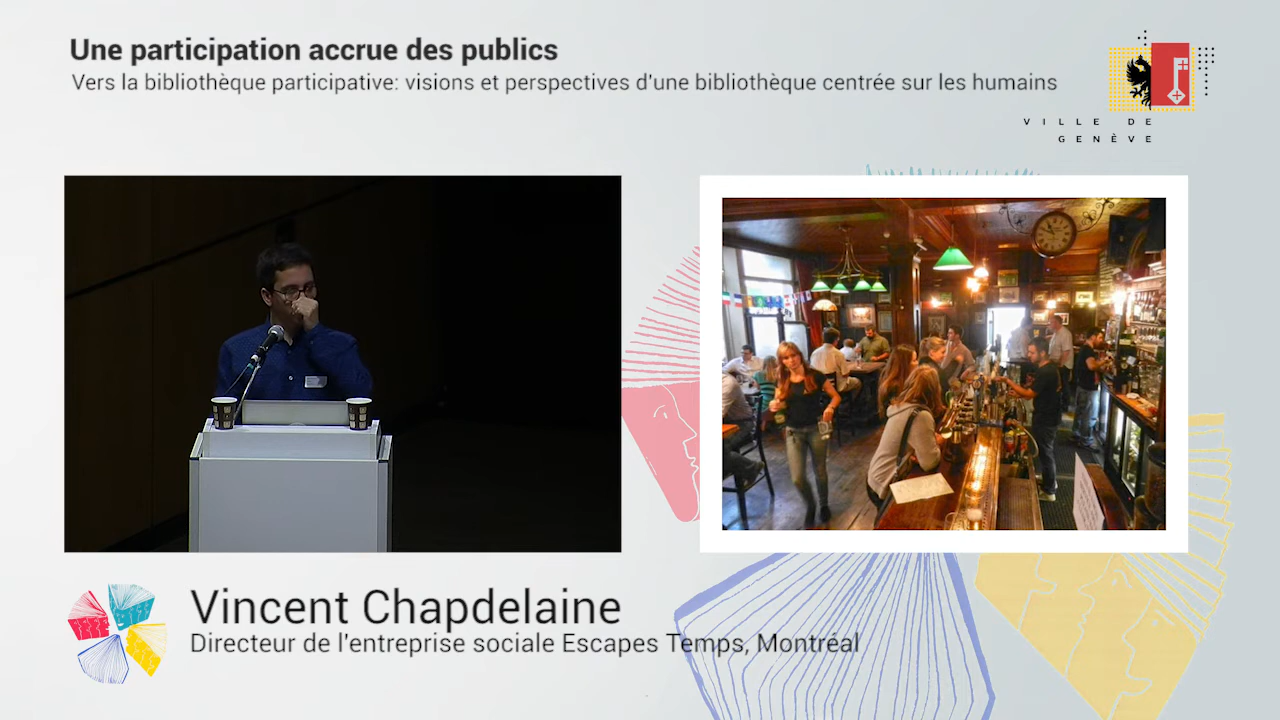 Une participation accrue des publics
Vers la bibliothèque participative: visions et perspectives d'une bibliothèque centrée sur les humains
VILLE DE
GENÈVE
Vincent Chapdelaine
Directeur de l'entreprise sociale Escapes Temps, Montréal